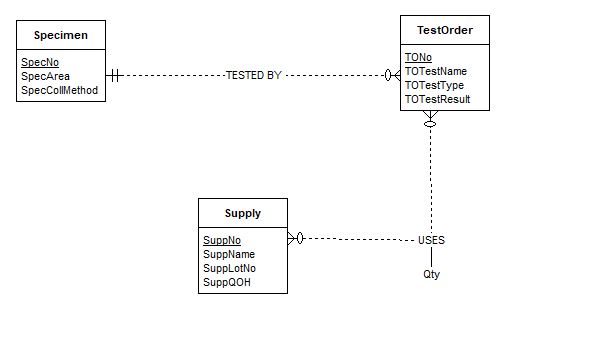 Specimen
SpecNo
SpecArea
SpecCollMethod
TESTED BY
TestOrder
TONo
TOTestName
TOTestType
TOTestResult
Supply
SuppNo
SuppName
SuppLotNo
SuppQOH
USES
Qty